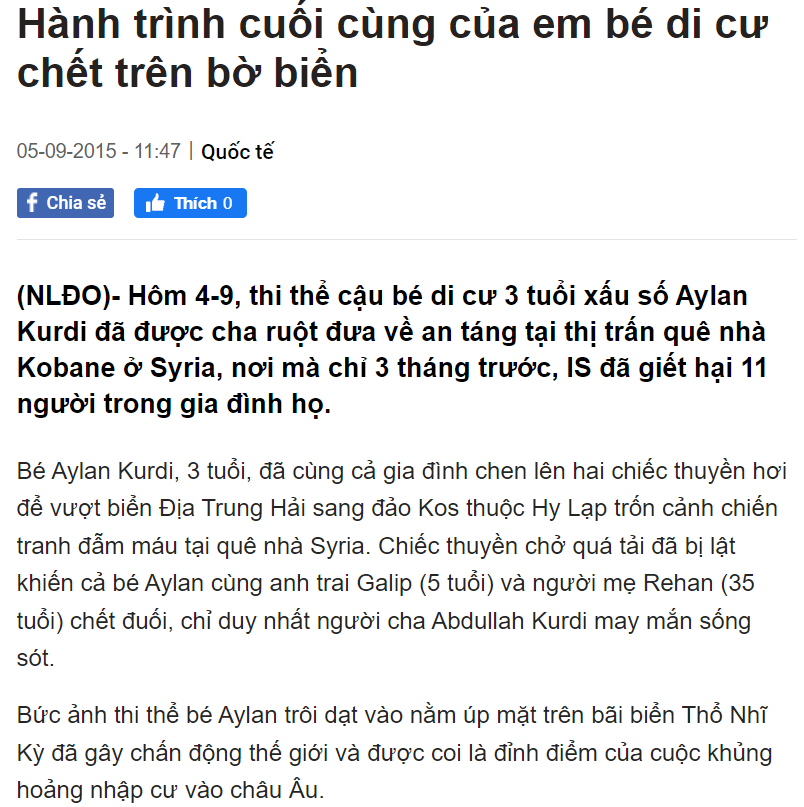 Hành trình cuối cùng của em bé di cư
chết trên bờ biển
05-09-2015 - 11:47 | Quốc tế
f Chia sẻ Thích 0
(NLĐO)- Hôm 4-9, thi thể cậu bé di cư 3 tuổi xấu số Aylan
Kurdi đã được cha ruột đưa về an táng tại thị trấn quê nhà
Kobane ở Syria, nơi mà chỉ 3 tháng trước, IS đã giết hại 11
người trong gia đình họ.
Bé Aylan Kurdi, 3 tuổi, đã cùng cả gia đình chen lên hai chiếc thuyền hơi
để vượt biển Địa Trung Hải sang đảo Kos thuộc Hy Lạp trốn cảnh chiến
tranh đẫm máu tại quê nhà Syria. Chiếc thuyền chở quá tải đã bị lật
khiến cả bé Aylan cùng anh trai Galip (5 tuổi) và người mẹ Rehan (35
tuổi) chết đuối, chỉ duy nhất người cha Abdullah Kurdi may mắn sống
sót.
Bức ảnh thi thể bé Aylan trôi dạt vào nằm úp mặt trên bãi biển Thổ Nhĩ
Kỳ đã gây chấn động thế giới và được coi là đỉnh điểm của cuộc khủng
hoảng nhập cư vào châu Âu.